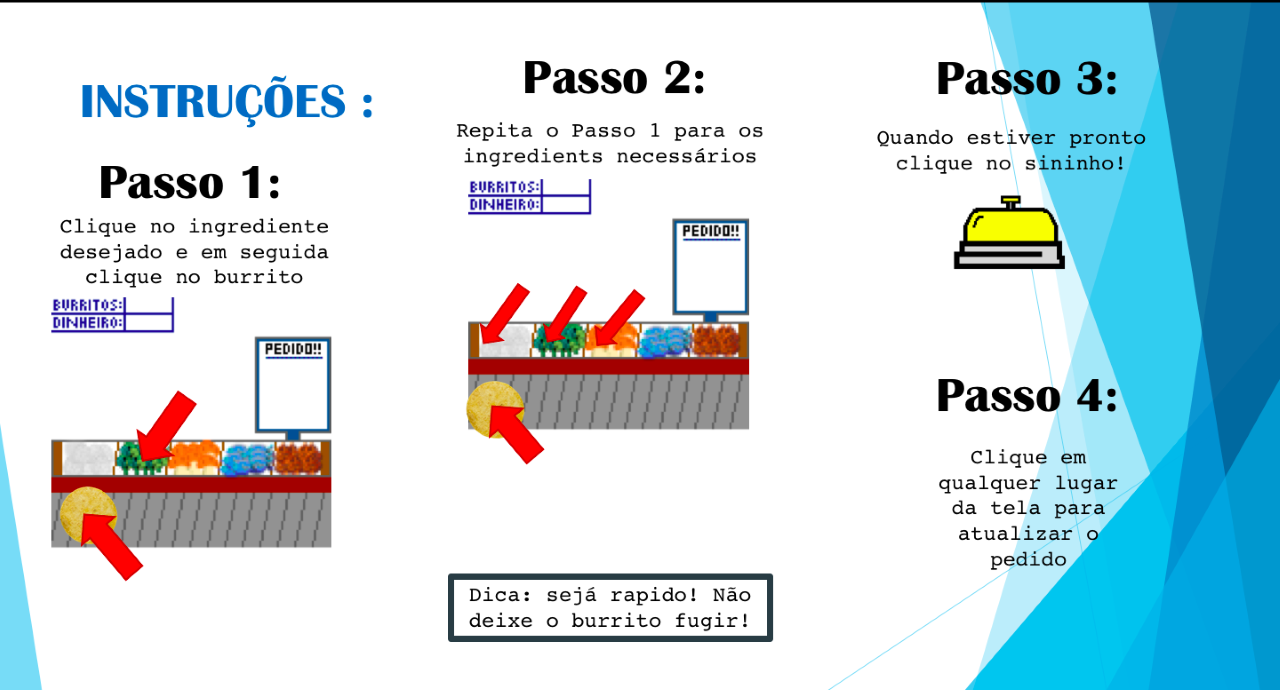 INSTRUÇÕES :
Passo 1:
Clique no ingrediente
desejado e em seguida
clique no burrito
BURRITOS:
DINHEIRO:
PEDIDO!!
Passo 2:
Repita o Passo 1 para os
ingredients necessários
BURRITOS:
DINHEIRO:
PEDIDO!!
Dica: sejá rapido! Não
deixe o burrito fugir!
Passo 3:
Quando estiver pronto
clique no sininho!
Passo 4:
Clique em
qualquer lugar
da tela para
atualizar o
pedido